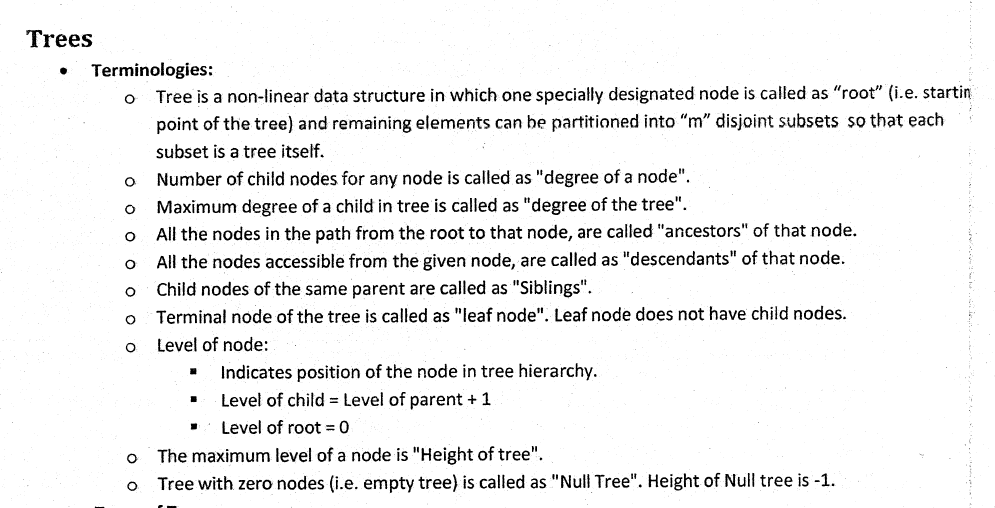 Trees
• Terminologies:
o Tree is a non-linear data structure in which one specially designated node is called as "root" (i.e. startin
point of the tree) and remaining elements can be partitioned into "m" disjoint subsets so that each
subset is a tree itself.
o Number of child nodes for any node is called as "degree of a node".
o Maximum degree of a child in tree is called as "degree of the tree".
o All the nodes in the path from the root to that node, are called "ancestors" of that node.
o All the nodes accessible from the given node, are called as "descendants" of that node.
o Child nodes of the same parent are called as "Siblings".
o Terminal node of the tree is called as "leaf node". Leaf node does not have child nodes.
o Level of node:
▪ Indicates position of the node in tree hierarchy.
▪ Level of child = Level of parent + 1
▪ Level of root = 0
o The maximum level of a node is "Height of tree".
o Tree with zero nodes (i.e. empty tree) is called as "Null Tree". Height of Null tree is -1.